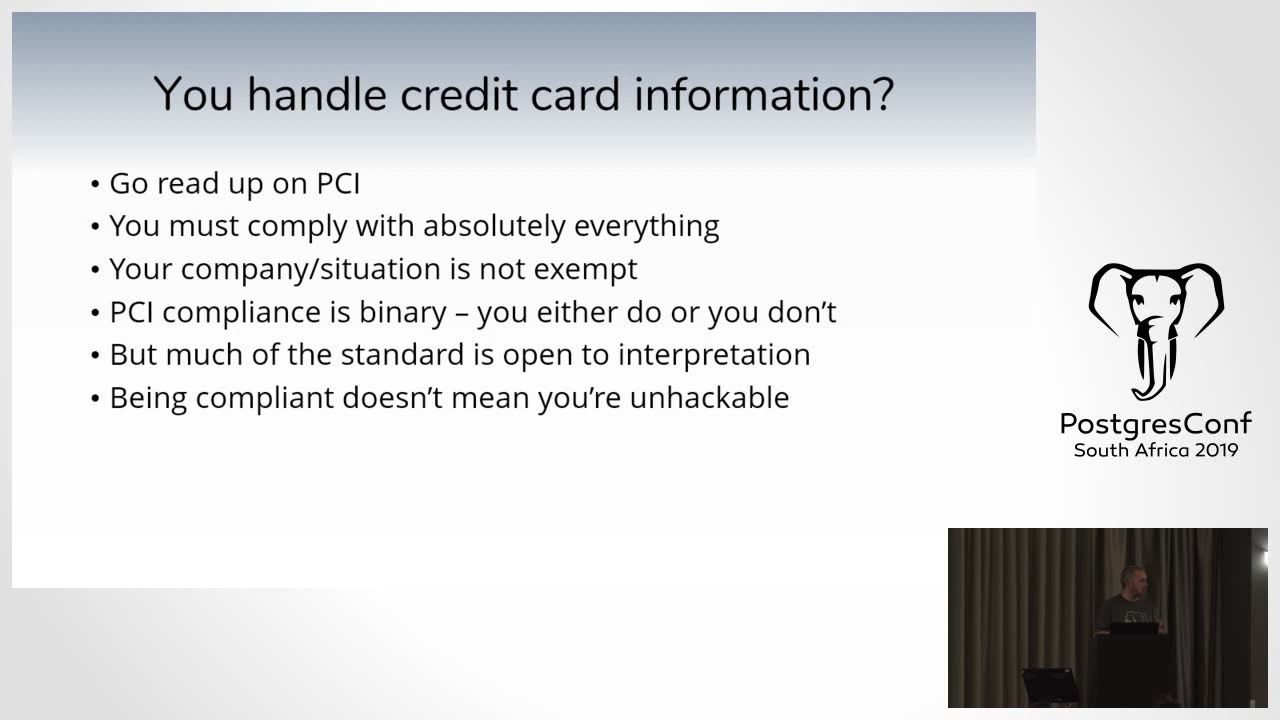 You handle credit card information?
• Go read up on PCI
• You must comply with absolutely everything
• Your company/situation is not exempt
• PCI compliance is binary – you either do or you don’t
• But much of the standard is open to interpretation
• Being compliant doesn’t mean you’re unhackable
PostgresConf
South Africa 2019